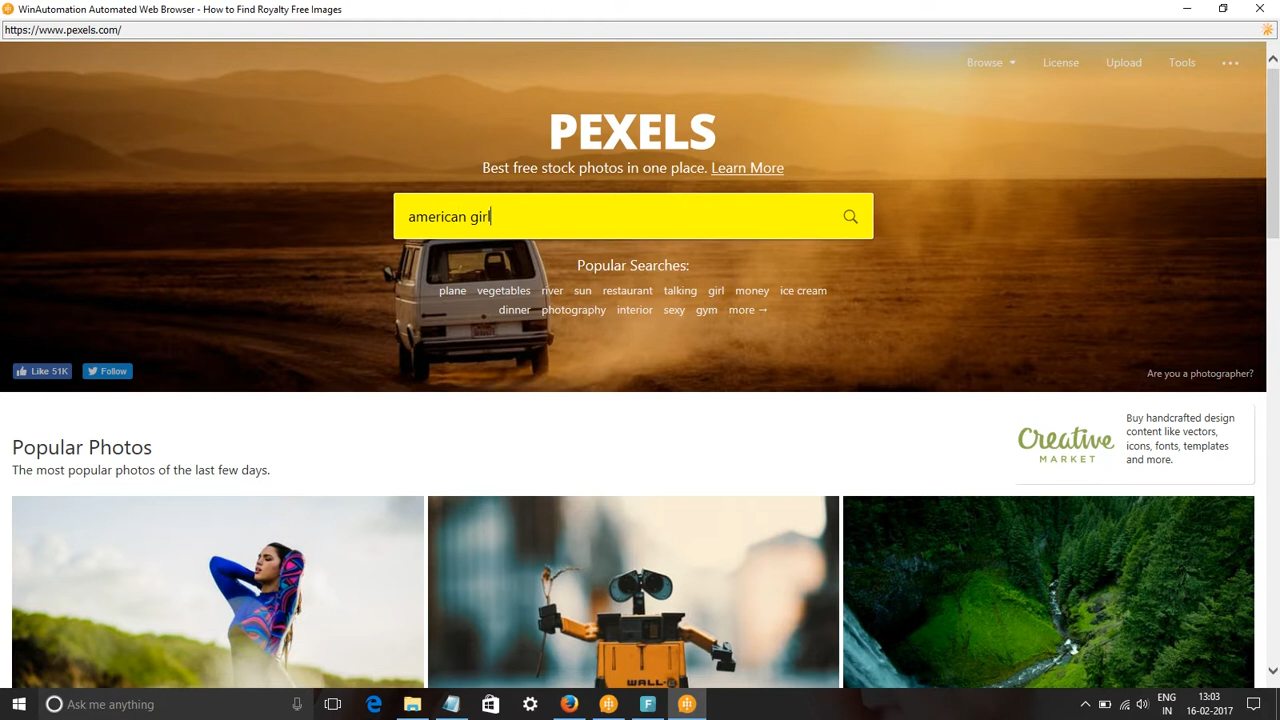 WinAutomation Automated Web Browser - How to Find Royalty Free Images
https://www.pexels.com/
Browse License Upload Tools
PEXELS
Best free stock photos in one place. Learn More
american girl
Popular Searches:
plane vegetables river sun restaurant talking girl money ice cream
dinner photography interior sexy gym more →
Like 51K Follow
Are you a photographer?
Popular Photos
The most popular photos of the last few days.
Creative
MARKET
Buy handcrafted design
content like vectors,
icons, fonts, templates
and more.
WALL-E
Ask me anything
ENG
IN
13:03
16-02-2017